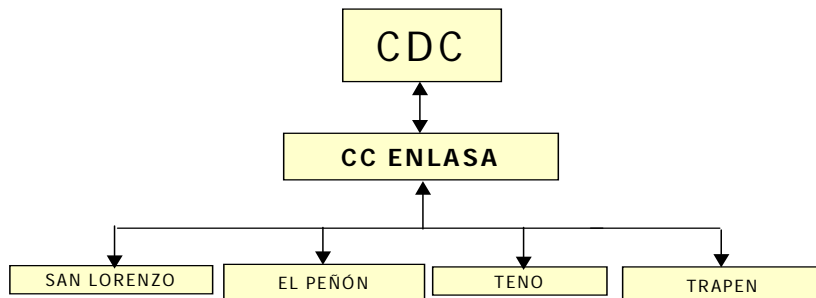 CDC
CC ENLASA
SAN LORENZO
EL PEÑÓN
TENO
TRAPEN